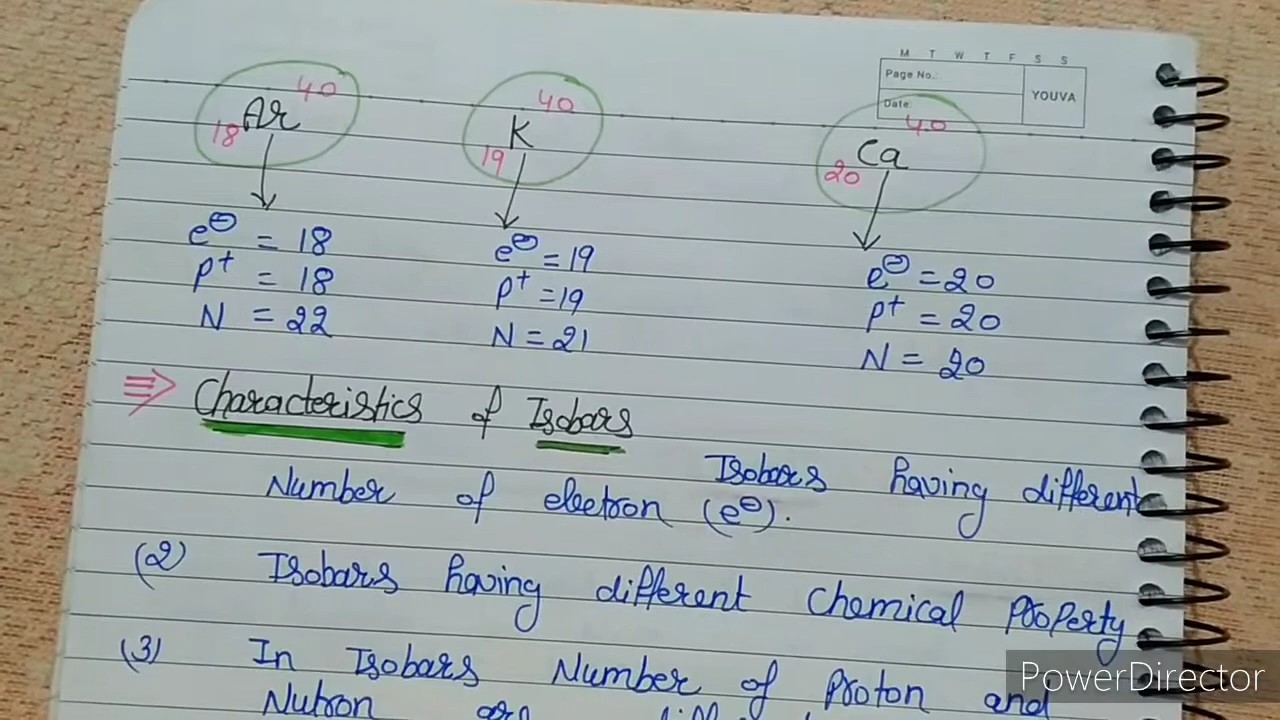 M T W T F S S
Page No.:
Date:
YOUVA
18 Ar 40
19 K 40
20 Ca 40
e⊖ = 18
p+ = 18
N = 22
e⊖ = 19
p+ = 19
N = 21
e⊖ = 20
p+ = 20
N = 20
⇛ Characteristics of Isobars
Isobars having different
Number of electron (e⊖).
(2) Isobars having different chemical property
(3) In Isobars Number of proton and
Nutron are
PowerDirector